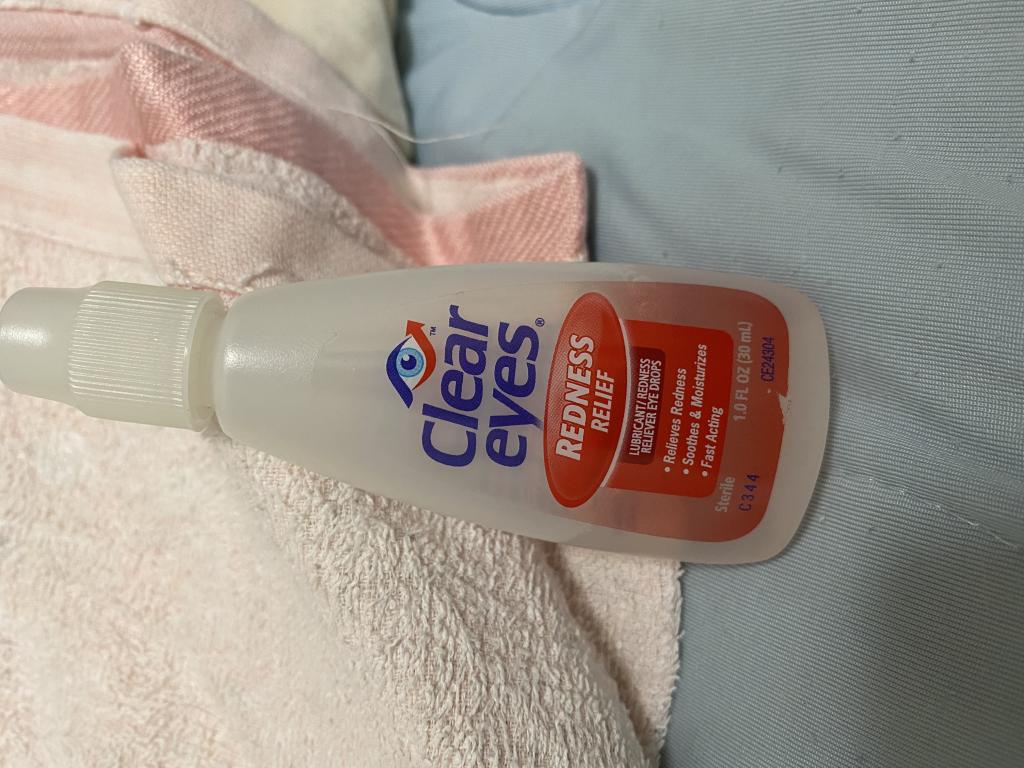 ™
Clear
eyes®
REDNESS
RELIEF
LUBRICANT/REDNESS
RELIEVER EYE DROPS
• Relieves Redness
• Soothes & Moisturizes
• Fast Acting
Sterile 1.0 FL OZ (30 mL)
C344 CE24304